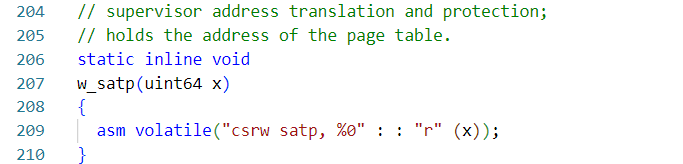 204 // supervisor address translation and protection;
205 // holds the address of the page table.
206 static inline void
207 w_satp(uint64 x)
208 {
209   asm volatile("csrw satp, %0" : : "r" (x));
210 }